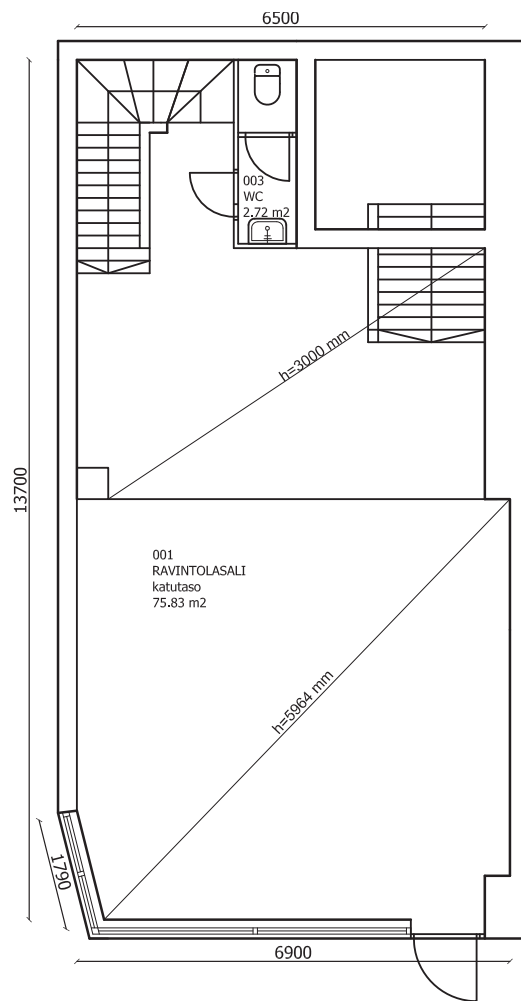 6500
003
WC
2.72 m2
h=3000 mm
13700
001
RAVINTOLASALI
katutaso
75.83 m2
h=5964 mm
1790
6900